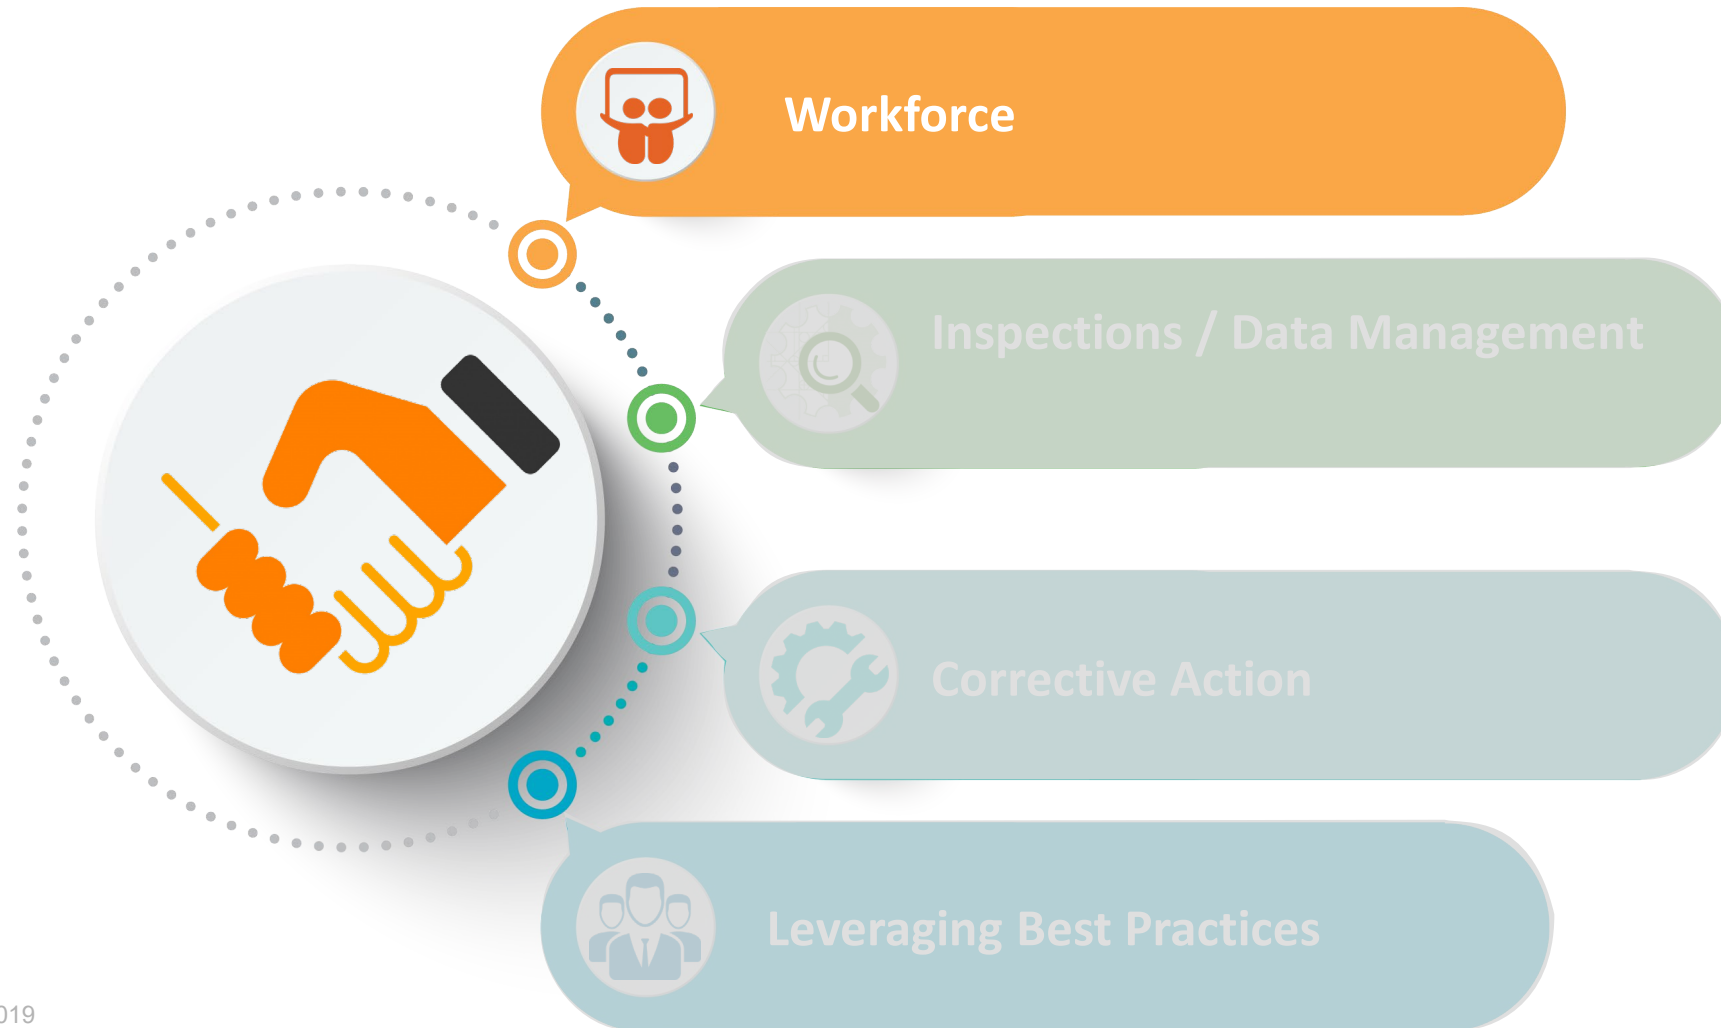 Workforce
Inspections / Data Management
Corrective Action
Leveraging Best Practices
019